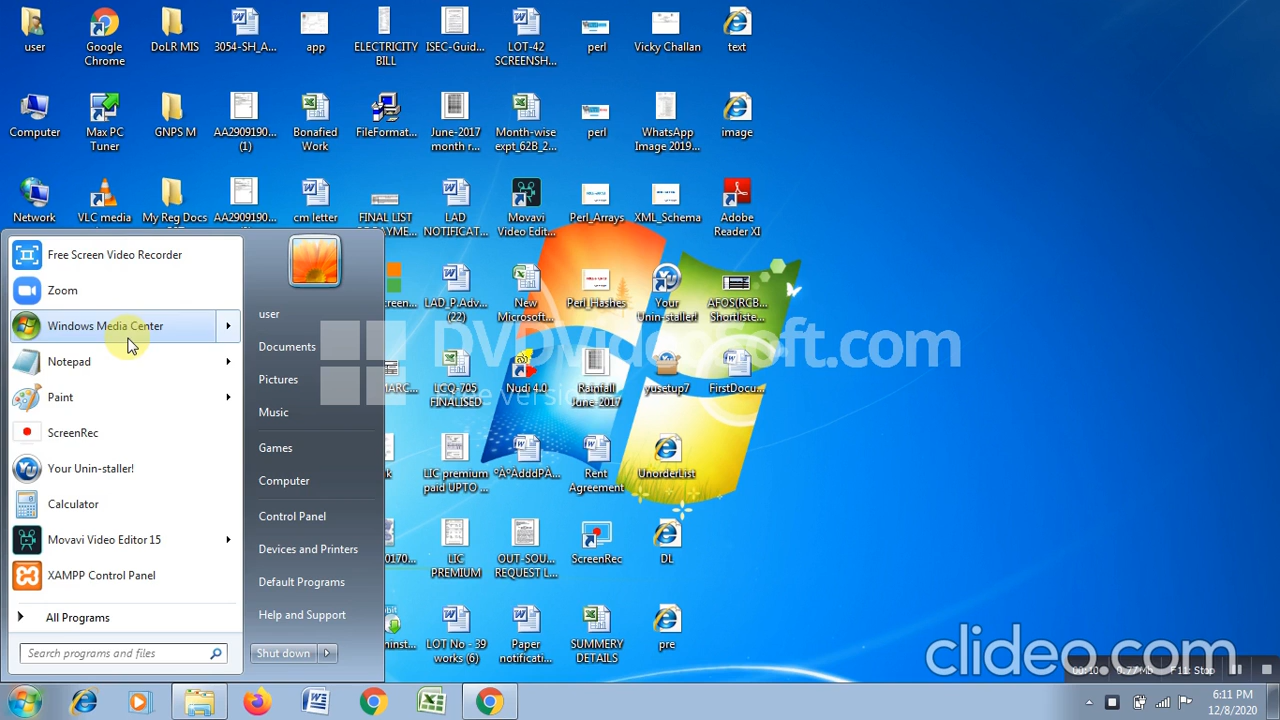 user
Google
Chrome
DoLR MIS
3054-SH_A...
app
ELECTRICITY
BILL
ISEC-Guid...
LOT-42
SCREENSH...
perl
Vicky Challan
text
Computer
Max PC
Tuner
GNPS M
AA2909190...
(1)
Bonafied
Work
FileFormat...
June-2017
month r...
Month-wise
expt_62B_2...
perl
WhatsApp
Image 2019...
image
Network
VLC media
My Reg Docs
AA2909190...
cm letter
FINAL LIST
LAD
NOTIFICAT...
Movavi
Video Edit...
Perl_Arrays
XML_Schema
Adobe
Reader XI
Free Screen Video Recorder
Zoom
Windows Media Center
Notepad
Paint
ScreenRec
Your Unin-staller!
Calculator
Movavi Video Editor 15
XAMPP Control Panel
All Programs
Search programs and files
user
Documents
Pictures
Music
Games
Computer
Control Panel
Devices and Printers
Default Programs
Help and Support
Shut down
LAD_P.Adv...
(22)
New
Microsoft...
Perl_Hashes
Your
Unin-staller!
AFOS(RCB...
Shortliste...
DVDVideoSoft.com
LCQ-705
FINALISED
Nudi 4.0
Rainfall
June-2017
yusetup7
FirstDocu...
LIC premium
paid UPTO ...
Rent
Agreement
UnorderList
LIC
PREMIUM
OUT-SOU...
REQUEST L...
ScreenRec
DL
LOT No - 39
works (6)
Paper
notificati...
SUMMERY
DETAILS
pre
clideo.com
F11: Stop
6:11 PM
12/8/2020